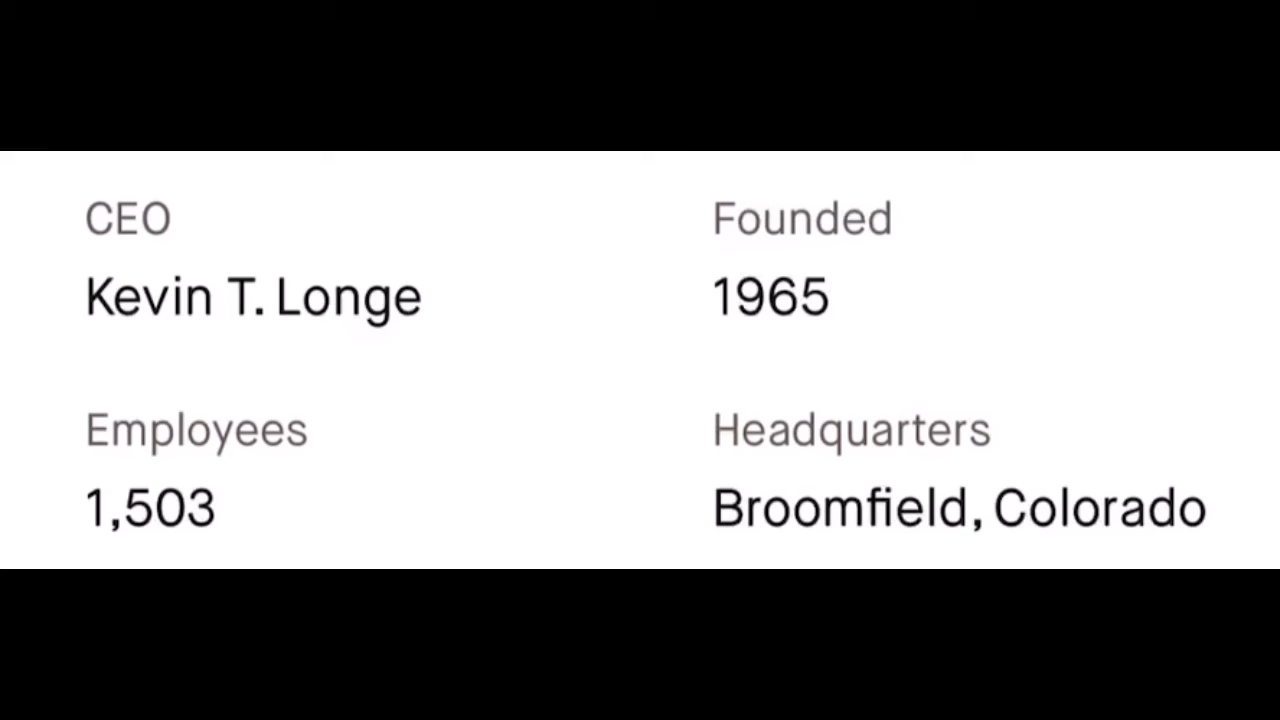 CEO
Kevin T. Longe
Founded
1965
Employees
1,503
Headquarters
Broomfield, Colorado